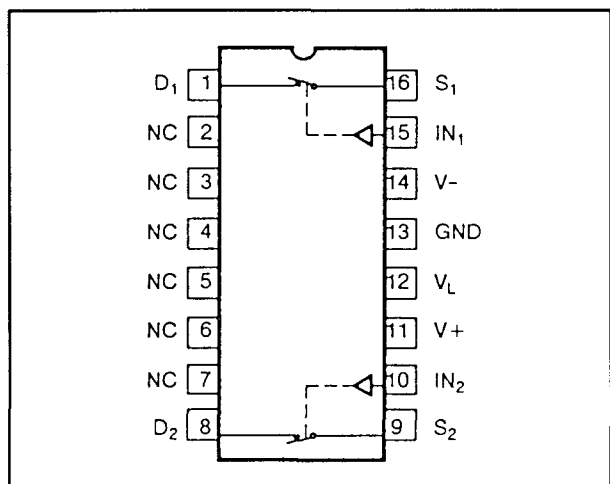 D₁ 1 16 S₁
NC 2 15 IN₁
NC 3 14 V-
NC 4 13 GND
NC 5 12 V_L
NC 6 11 V+
NC 7 10 IN₂
D₂ 8 9 S₂